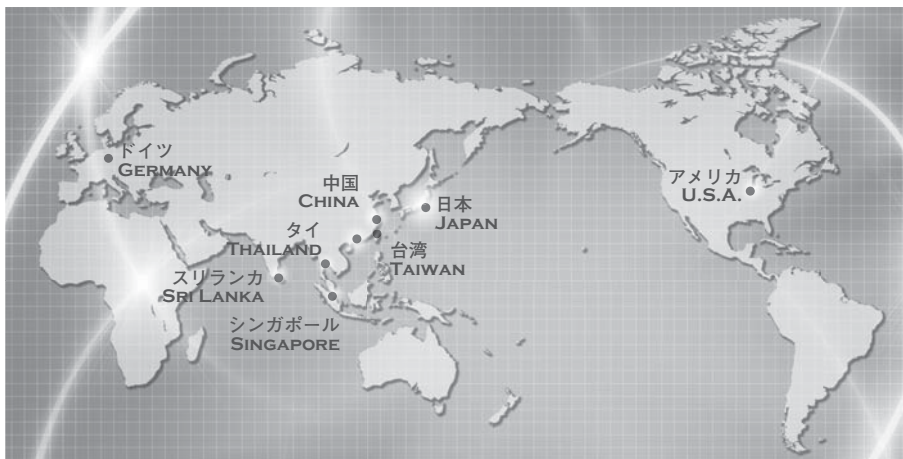 ドイツ
GERMANY
中国
CHINA
日本
JAPAN
タイ
THAILAND
台湾
TAIWAN
スリランカ
SRI LANKA
シンガポール
SINGAPORE
アメリカ
U.S.A.